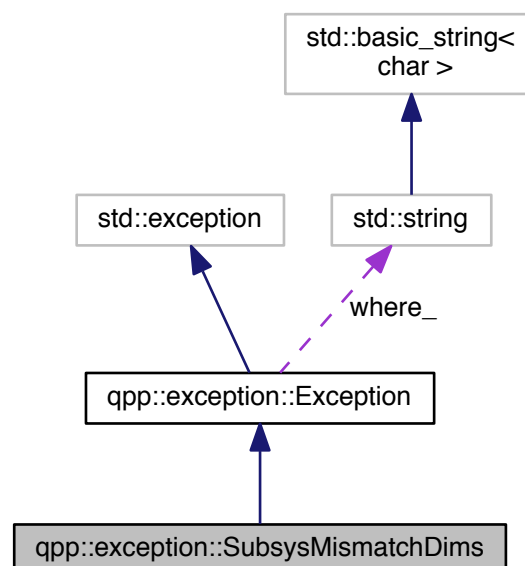 std::basic_string<
char >
std::exception
std::string
where_
qpp::exception::Exception
qpp::exception::SubsysMismatchDims